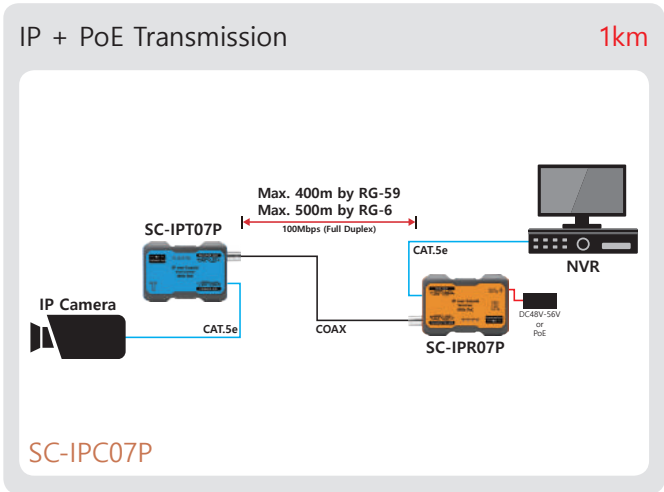 IP + PoE Transmission
1km
Max. 400m by RG-59
Max. 500m by RG-6
100Mbps (Full Duplex)
SC-IPT07P
CAT.5e
NVR
IP Camera
DC48V-56V
or
PoE
CAT.5e
COAX
SC-IPR07P
SC-IPC07P